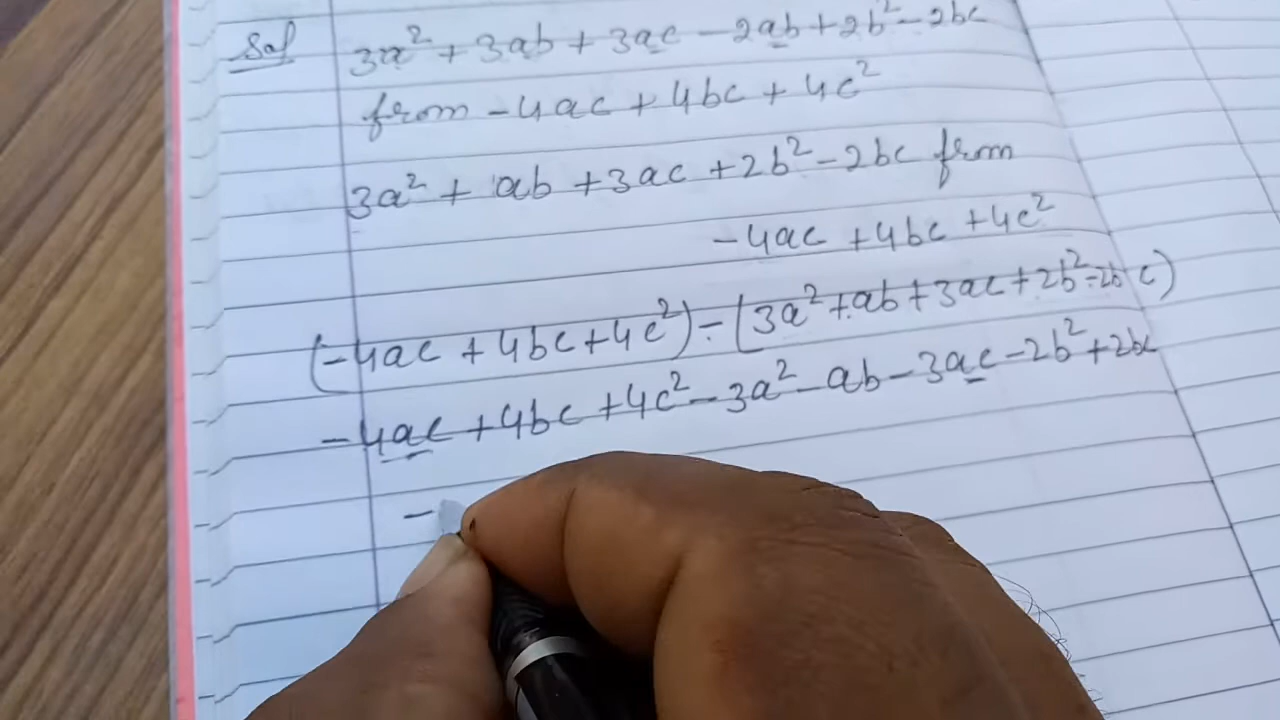 Sol 3a² + 3ab + 3ac - 2ab + 2b² - 2bc
from - 4ac + 4bc + 4c²
3a² + ab + 3ac + 2b² - 2bc from
- 4ac + 4bc + 4c²
(- 4ac + 4bc + 4c²) - (3a² + ab + 3ac + 2b² - 2bc)
- 4ac + 4bc + 4c² - 3a² - ab - 3ac - 2b² + 2bc
-